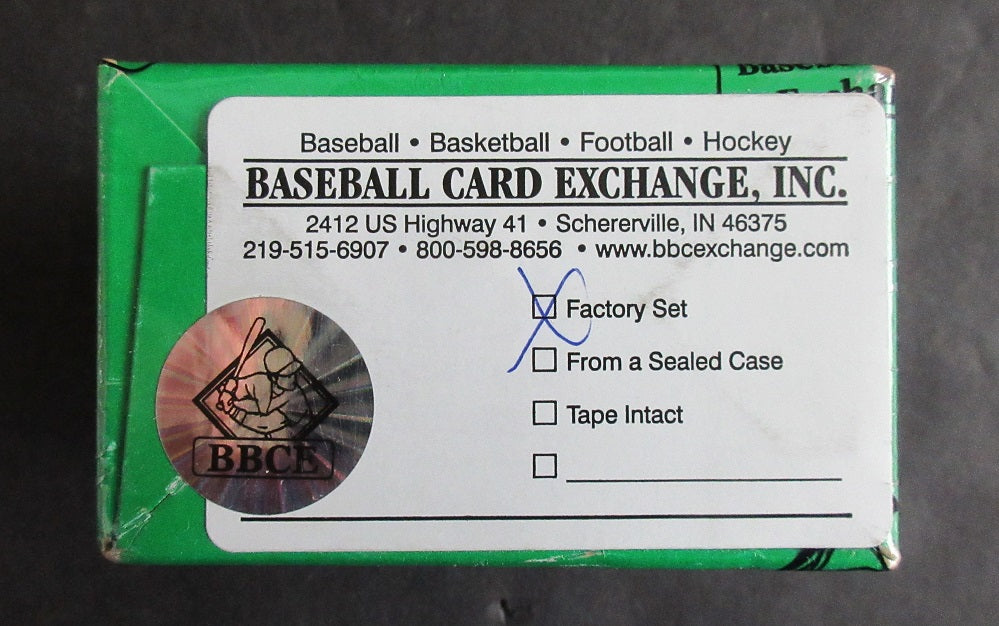 Baseball • Basketball • Football • Hockey
BASEBALL CARD EXCHANGE, INC.
2412 US Highway 41 • Schererville, IN 46375
219-515-6907 • 800-598-8656 • www.bbcexchange.com
Factory Set
From a Sealed Case
Tape Intact
BBCE